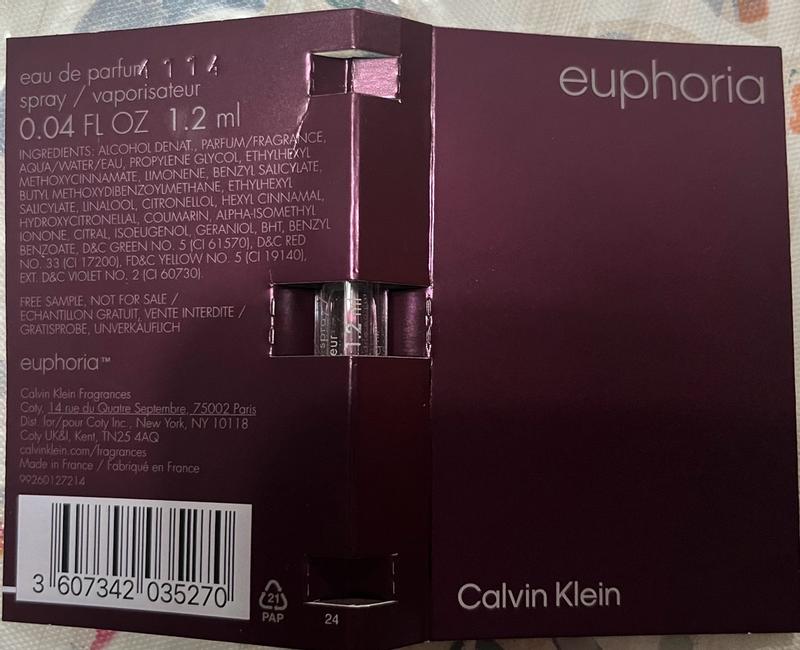 eau de parfum 4114
spray / vaporisateur
0.04 FL OZ 1.2 ml
INGREDIENTS: ALCOHOL DENAT., PARFUM/FRAGRANCE,
AQUA/WATER/EAU, PROPYLENE GLYCOL, ETHYLHEXYL
METHOXYCINNAMATE, LIMONENE, BENZYL SALICYLATE,
BUTYL METHOXYDIBENZOYLMETHANE, ETHYLHEXYL
SALICYLATE, LINALOOL, CITRONELLOL, HEXYL CINNAMAL,
HYDROXYCITRONELLAL, COUMARIN, ALPHA-ISOMETHYL
IONONE, CITRAL, ISOEUGENOL, GERANIOL, BHT, BENZYL
BENZOATE, D&C GREEN NO. 5 (CI 61570), D&C RED
NO. 33 (CI 17200), FD&C YELLOW NO. 5 (CI 19140),
EXT. D&C VIOLET NO. 2 (CI 60730).
FREE SAMPLE, NOT FOR SALE /
ECHANTILLON GRATUIT, VENTE INTERDITE /
GRATISPROBE, UNVERKÄUFLICH
euphoria™
Calvin Klein Fragrances
Coty, 14 rue du Quatre Septembre, 75002 Paris
Dist. for/pour Coty Inc., New York, NY 10118
Coty UK&I, Kent, TN25 4AQ
calvinklein.com/fragrances
Made in France / Fabriqué en France
99260127214
3 607342 035270
21
PAP
24
spray
eur
1.2 ml
euphoria
Calvin Klein